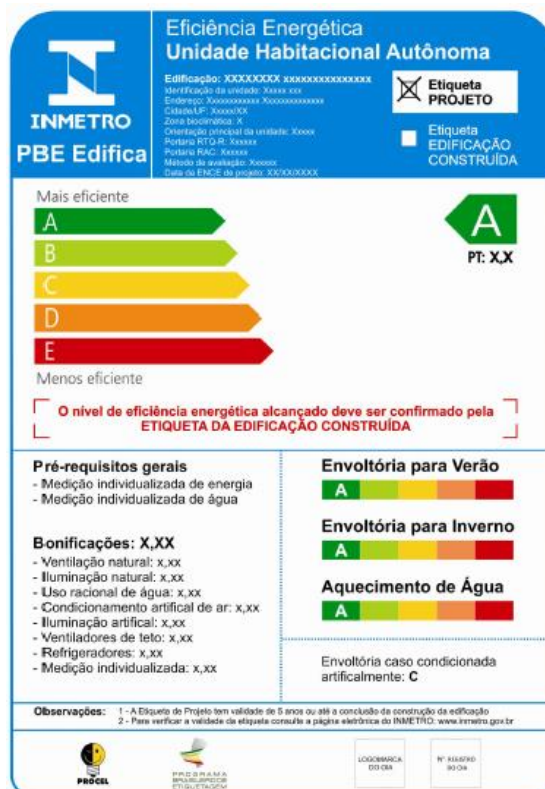 INMETRO
PBE Edifica
Eficiência Energética
Unidade Habitacional Autônoma
Edificação: XXXXXXXX xxxxxxxxxxxxxxx
Identificação da unidade: Xxxxx xxx
Endereço: Xxxxxxxxxxxx Xxxxxxxxxxxxx
Cidade/UF: Xxxxx/XX
Zona bioclimática: X
Orientação principal da unidade: Xxxxx
Portaria RTQ-R: Xxxxxx
Portaria RAC: Xxxxxx
Método de avaliação: Xxxxxx
Data da ENCE de projeto: XX/XX/XXXX
Etiqueta
PROJETO
Etiqueta
EDIFICAÇÃO
CONSTRUÍDA
Mais eficiente
A
B
C
D
E
Menos eficiente
A
PT: X,X
O nível de eficiência energética alcançado deve ser confirmado pela
ETIQUETA DA EDIFICAÇÃO CONSTRUÍDA
Pré-requisitos gerais
- Medição individualizada de energia
- Medição individualizada de água
Bonificações: X,XX
- Ventilação natural: x,xx
- Iluminação natural: x,xx
- Uso racional de água: x,xx
- Condicionamento artifical de ar: x,xx
- Iluminação artifical: x,xx
- Ventiladores de teto: x,xx
- Refrigeradores: x,xx
- Medição individualizada: x,xx
Envoltória para Verão
A
Envoltória para Inverno
A
Aquecimento de Água
A
Envoltória caso condicionada
artificalmente: C
Observações: 1 - A Etiqueta de Projeto tem validade de 5 anos ou até a conclusão da construção da edificação
2 - Para verificar a validade da etiqueta consulte a página eletrônica do INMETRO: www.inmetro.gov.br
PROCEL
PROGRAMA
BRASILEIRO DE
ETIQUETAGEM
LOGOMARCA
DO OIA
Nº REGISTRO
DO OIA